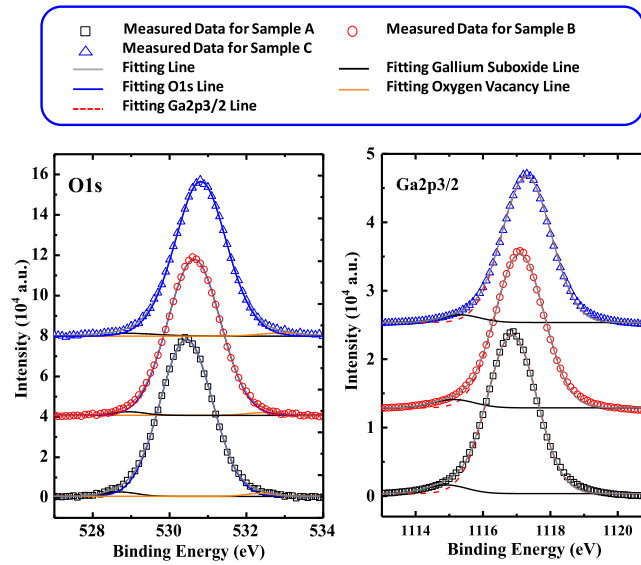 Measured Data for Sample A
Measured Data for Sample B
Measured Data for Sample C
Fitting Line
Fitting Gallium Suboxide Line
Fitting O1s Line
Fitting Oxygen Vacancy Line
Fitting Ga2p3/2 Line
O1s
16
14
12
10
8
6
4
2
0
Intensity (10⁴ a.u.)
528 530 532 534
Binding Energy (eV)
Ga2p3/2
5
4
3
2
1
0
Intensity (10⁴ a.u.)
1114 1116 1118 1120
Binding Energy (eV)